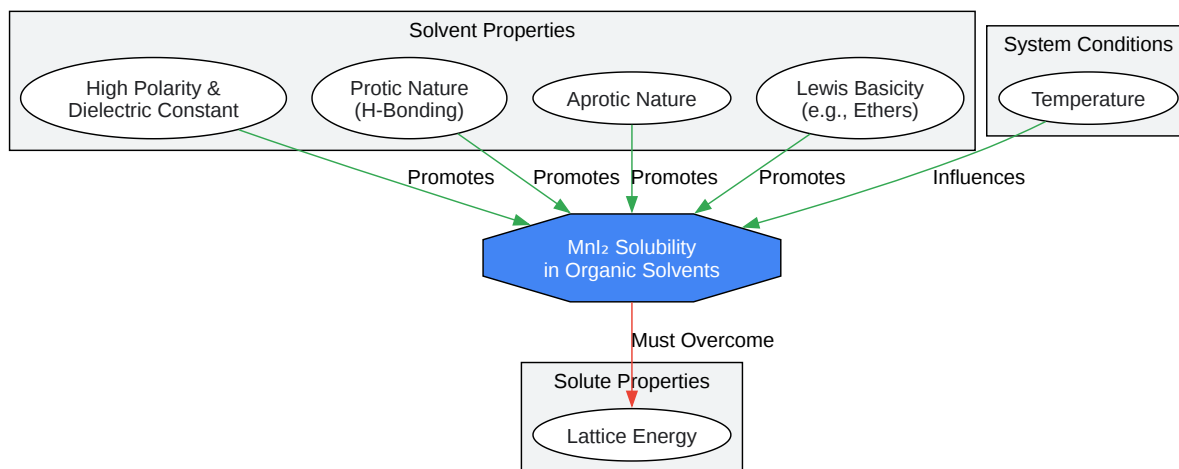 Solvent Properties
System Conditions
High Polarity &
Dielectric Constant
Protic Nature
(H-Bonding)
Aprotic Nature
Lewis Basicity
(e.g., Ethers)
Temperature
Promotes
Promotes
Promotes
Promotes
Influences
MnI₂ Solubility
in Organic Solvents
Must Overcome
Solute Properties
Lattice Energy